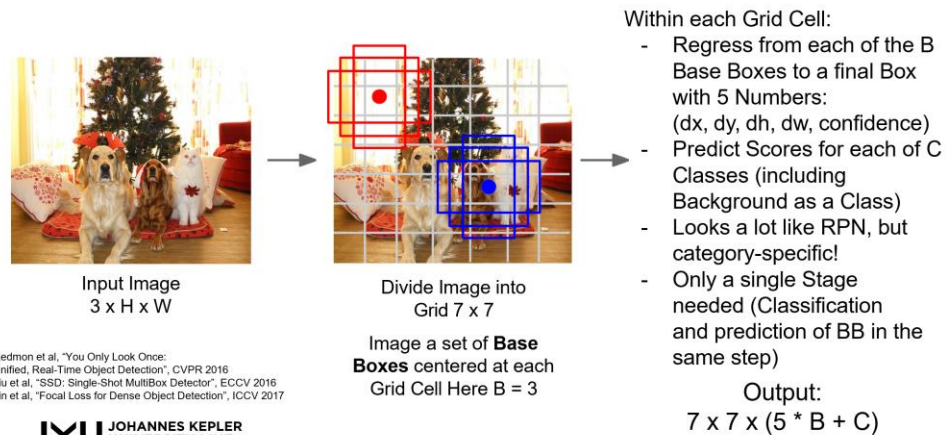 Within each Grid Cell:
- Regress from each of the B
Base Boxes to a final Box
with 5 Numbers:
(dx, dy, dh, dw, confidence)
- Predict Scores for each of C
Classes (including
Background as a Class)
- Looks a lot like RPN, but
category-specific!
- Only a single Stage
needed (Classification
and prediction of BB in the
same step)
Output:
7 x 7 x (5 * B + C)
Input Image
3 x H x W
Divide Image into
Grid 7 x 7
Image a set of Base
Boxes centered at each
Grid Cell Here B = 3
edmon et al, “You Only Look Once:
nified, Real-Time Object Detection”, CVPR 2016
iu et al, “SSD: Single-Shot MultiBox Detector”, ECCV 2016
in et al, “Focal Loss for Dense Object Detection”, ICCV 2017
JOHANNES KEPLER